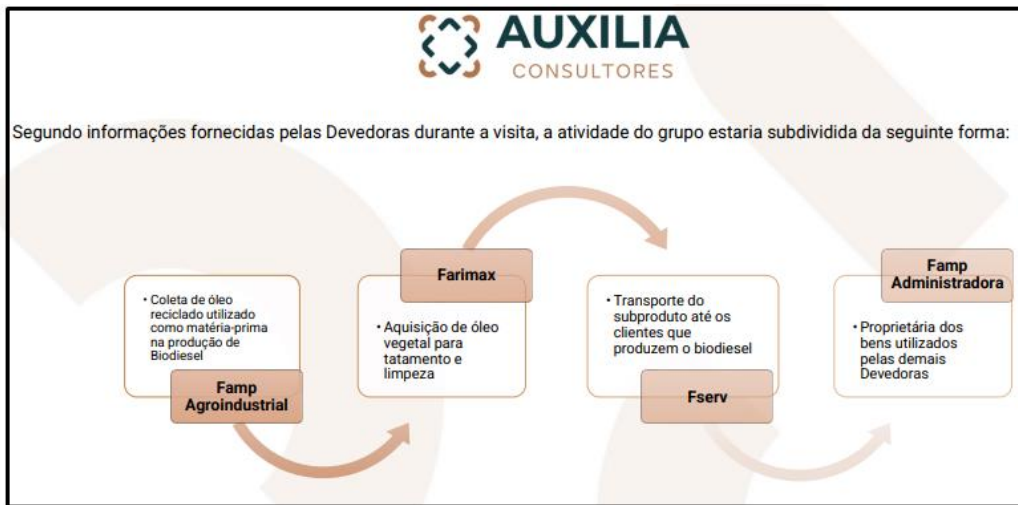 AUXILIA
CONSULTORES
Segundo informações fornecidas pelas Devedoras durante a visita, a atividade do grupo estaria subdividida da seguinte forma:
• Coleta de óleo
reciclado utilizado
como matéria-prima
na produção de
Biodiesel
Famp
Agroindustrial
Farimax
• Aquisição de óleo
vegetal para
tatamento e
limpeza
• Transporte do
subproduto até os
clientes que
produzem o biodiesel
Fserv
Famp
Administradora
• Proprietária dos
bens utilizados
pelas demais
Devedoras